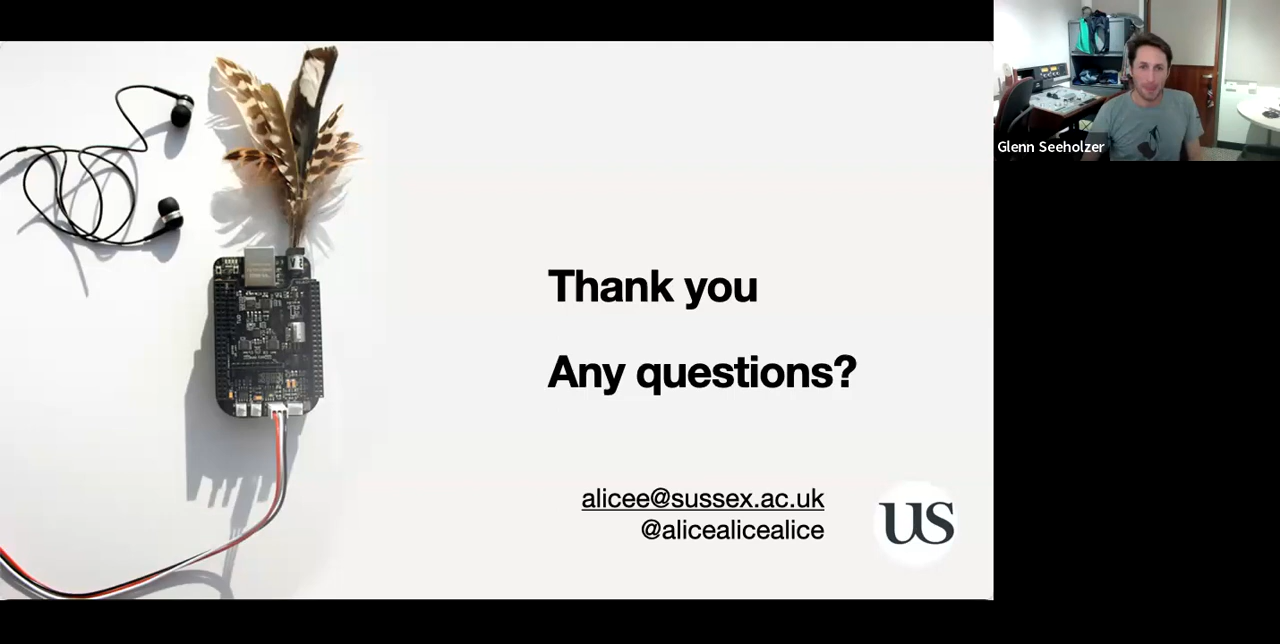 Thank you
Any questions?
alicee@sussex.ac.uk
@alicealicealice
US
Glenn Seeholzer